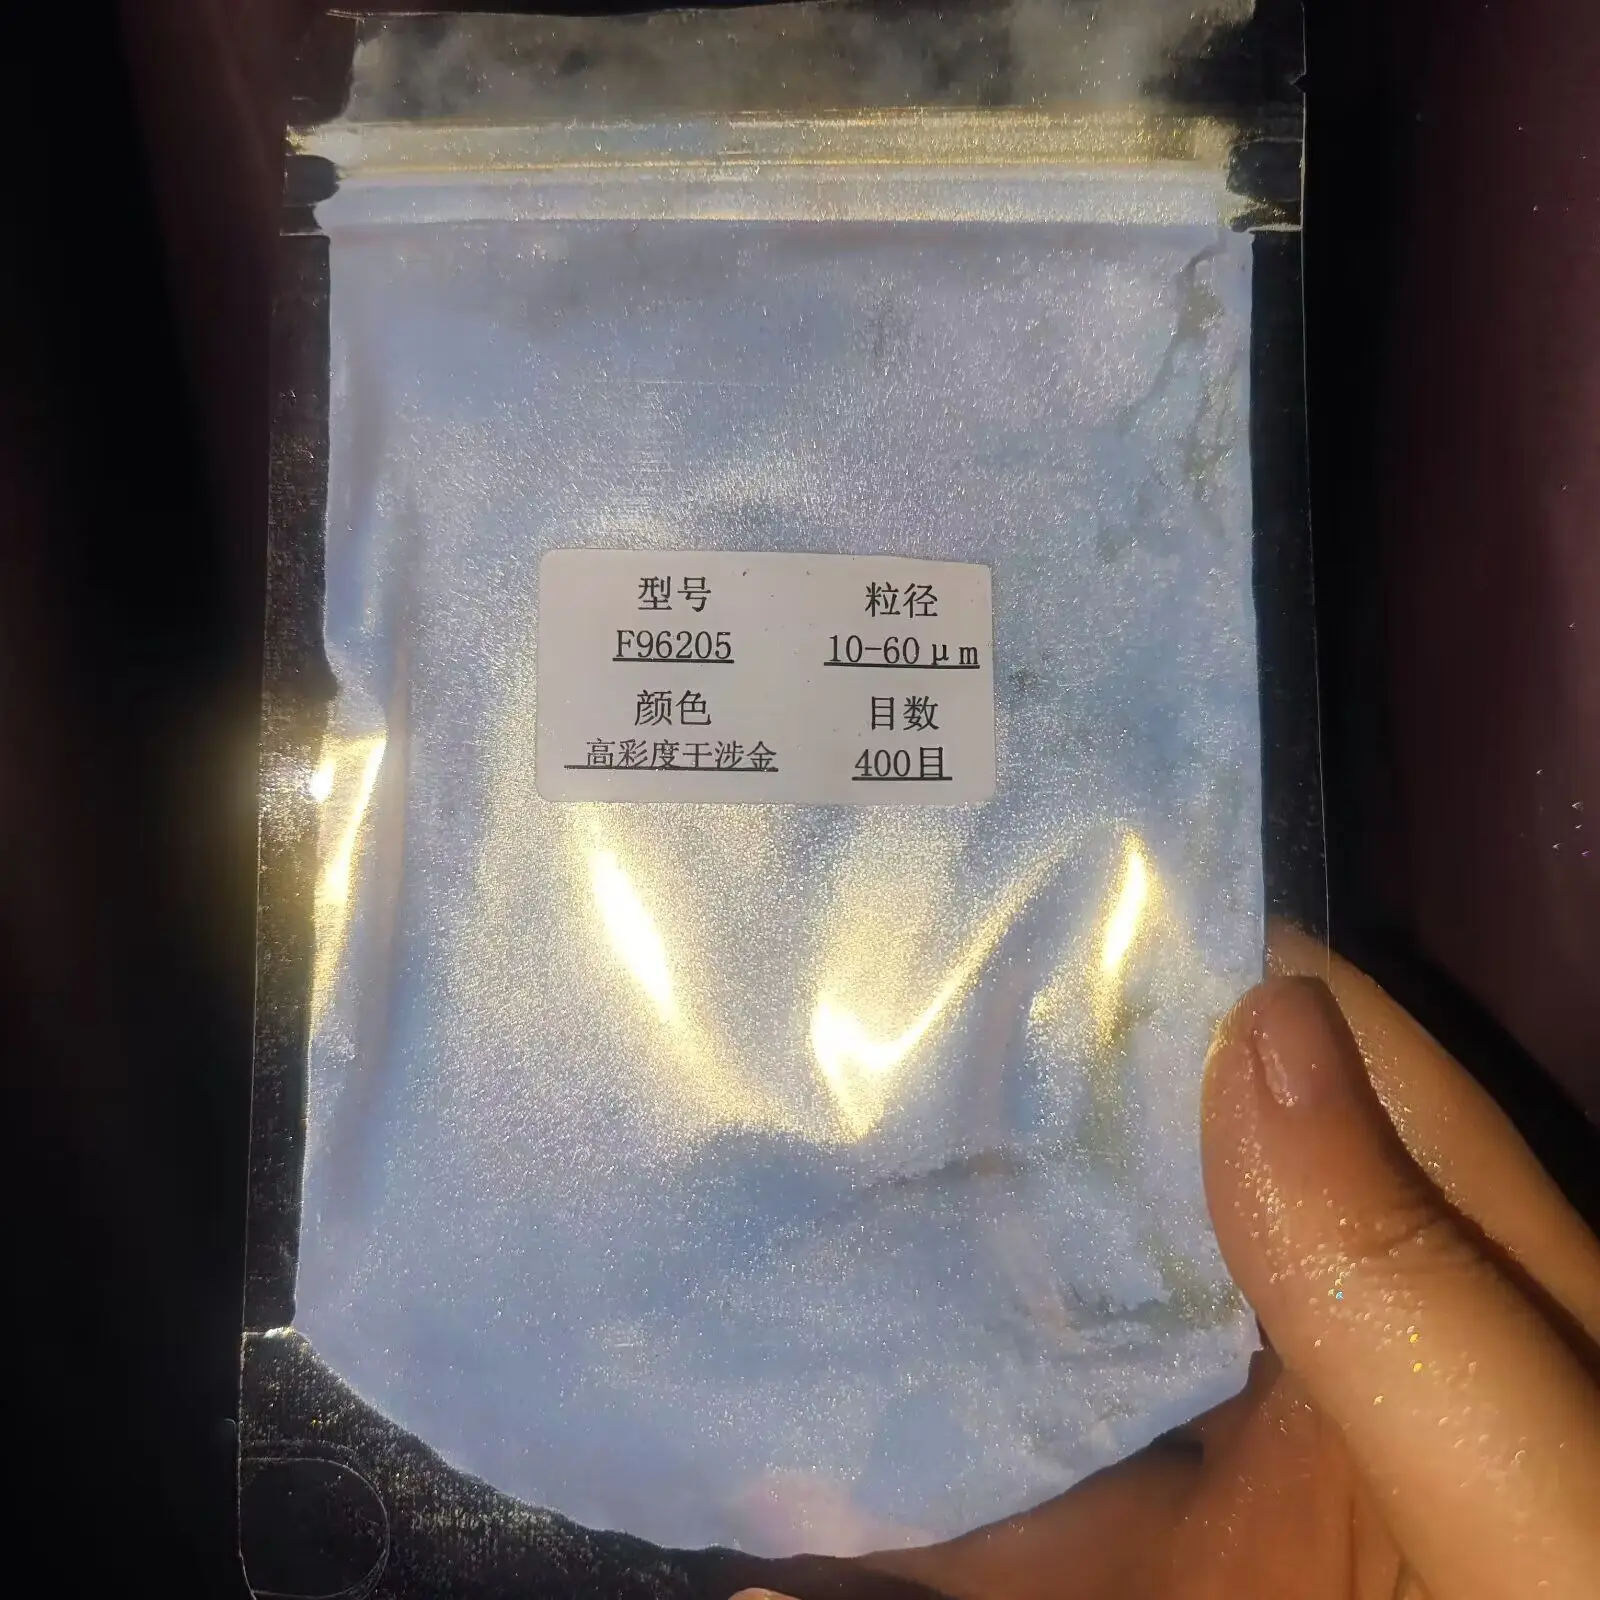 型号 粒径
F96205 10-60μm
颜色 目数
高彩度干涉金 400目